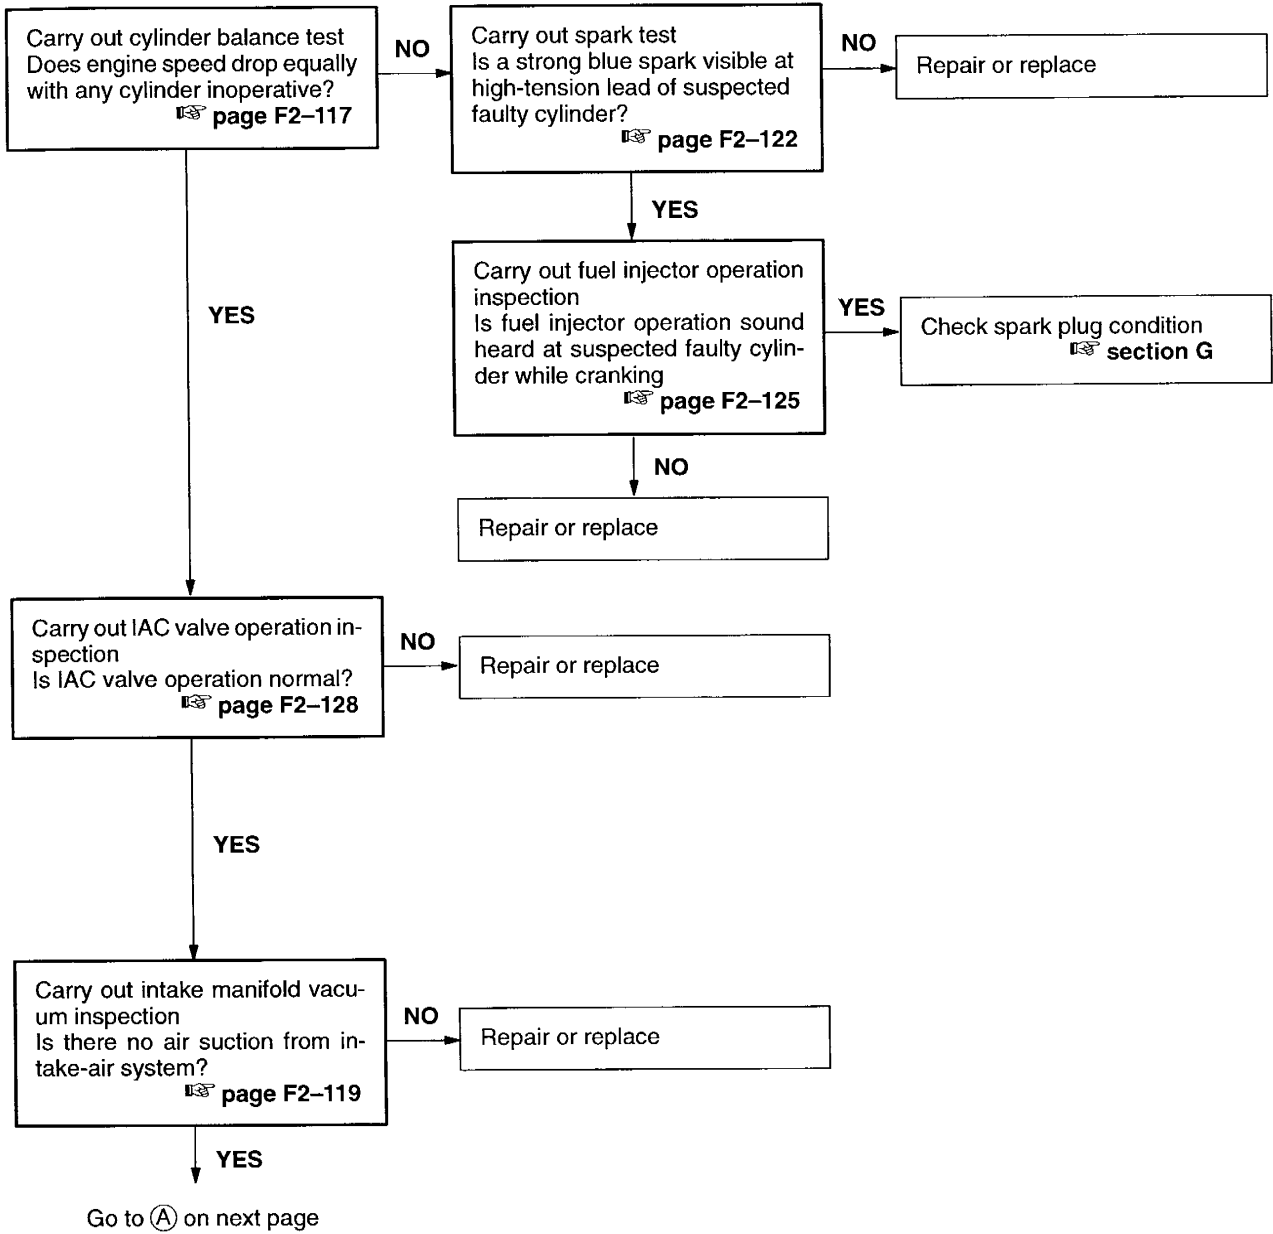 Carry out cylinder balance test
Does engine speed drop equally
with any cylinder inoperative?
☞ page F2–117
NO
Carry out spark test
Is a strong blue spark visible at
high-tension lead of suspected
faulty cylinder?
☞ page F2–122
NO
Repair or replace
YES
Carry out fuel injector operation
inspection
Is fuel injector operation sound
heard at suspected faulty cylin-
der while cranking
☞ page F2–125
YES
Check spark plug condition
☞ section G
NO
Repair or replace
YES
Carry out IAC valve operation in-
spection
Is IAC valve operation normal?
☞ page F2–128
NO
Repair or replace
YES
Carry out intake manifold vacu-
um inspection
Is there no air suction from in-
take-air system?
☞ page F2–119
NO
Repair or replace
YES
Go to Ⓐ on next page